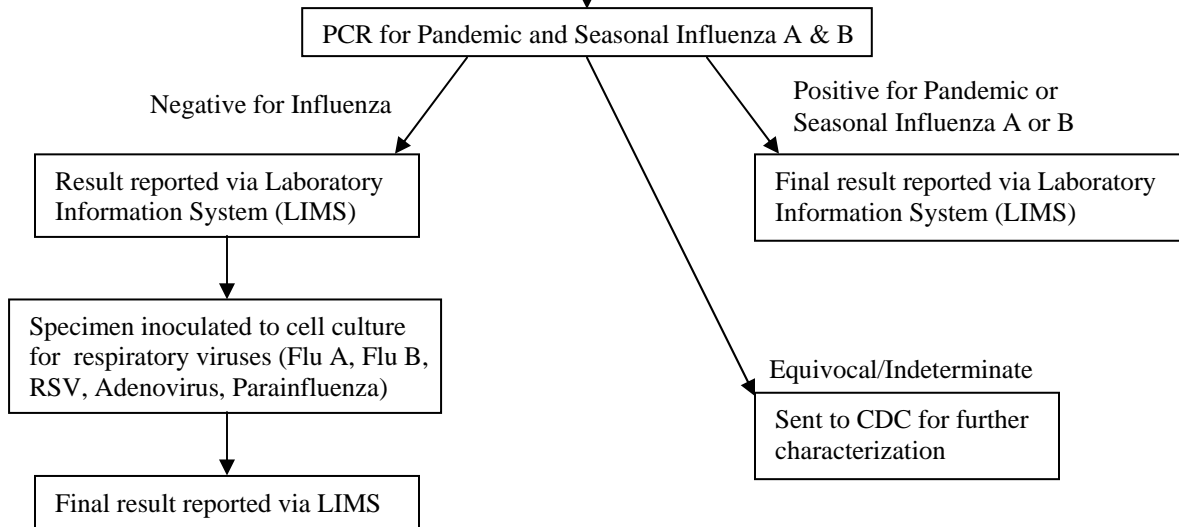 PCR for Pandemic and Seasonal Influenza A & B
Negative for Influenza
Positive for Pandemic or
Seasonal Influenza A or B
Result reported via Laboratory
Information System (LIMS)
Final result reported via Laboratory
Information System (LIMS)
Specimen inoculated to cell culture
for respiratory viruses (Flu A, Flu B,
RSV, Adenovirus, Parainfluenza)
Equivocal/Indeterminate
Sent to CDC for further
characterization
Final result reported via LIMS